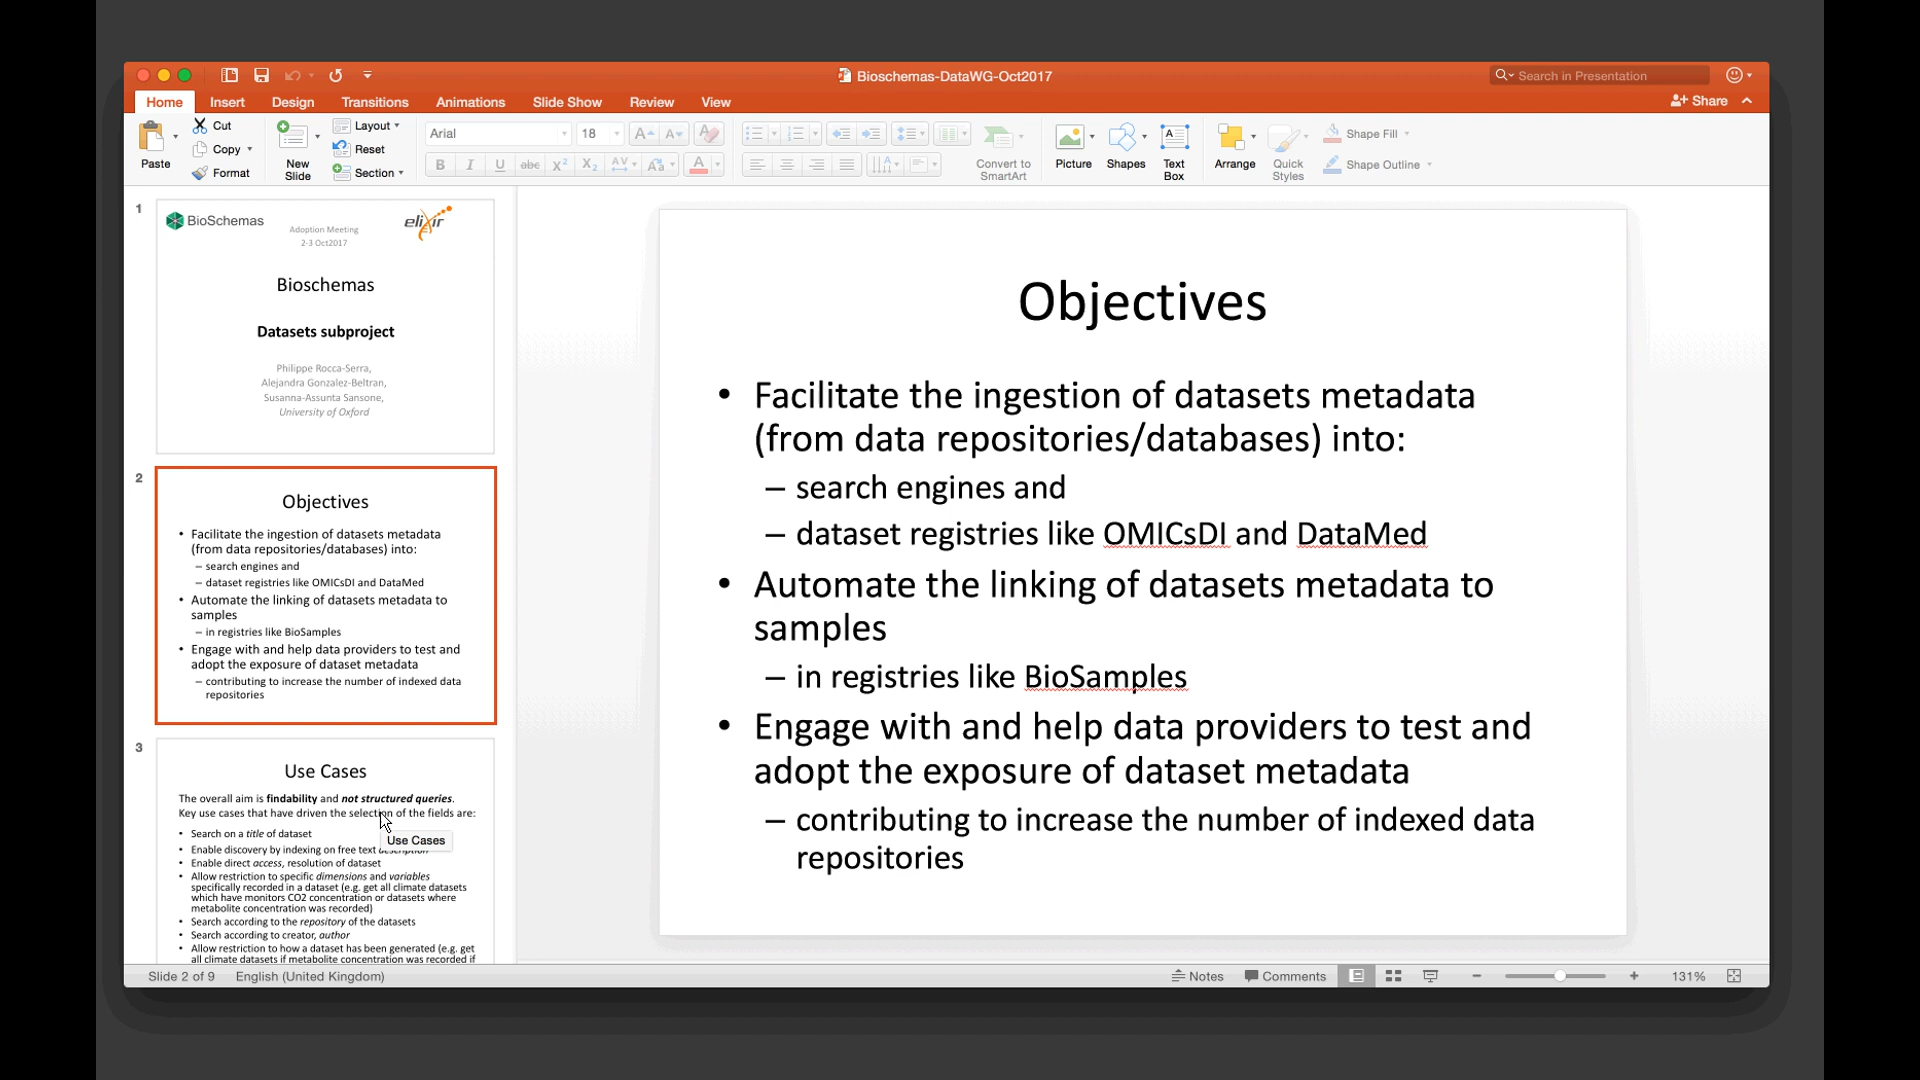 Bioschemas-DataWG-Oct2017
Search in Presentation
Home Insert Design Transitions Animations Slide Show Review View
Share
Paste
Cut
Copy
Format
New
Slide
Layout
Reset
Section
Arial
18
Convert to
SmartArt
Picture
Shapes
Text
Box
Arrange
Quick
Styles
Shape Fill
Shape Outline
1
BioSchemas
Adoption Meeting
2-3 Oct2017
elixir
Bioschemas
Datasets subproject
Philippe Rocca-Serra,
Alejandra Gonzalez-Beltran,
Susanna-Assunta Sansone,
University of Oxford
2
Objectives
• Facilitate the ingestion of datasets metadata
(from data repositories/databases) into:
– search engines and
– dataset registries like OMICsDI and DataMed
• Automate the linking of datasets metadata to
samples
– in registries like BioSamples
• Engage with and help data providers to test and
adopt the exposure of dataset metadata
– contributing to increase the number of indexed data
repositories
3
Use Cases
The overall aim is findability and not structured queries.
Key use cases that have driven the selection of the fields are:
• Search on a title of dataset
• Enable discovery by indexing on free text description
Use Cases
• Enable direct access, resolution of dataset
• Allow restriction to specific dimensions and variables
specifically recorded in a dataset (e.g. get all climate datasets
which have monitors CO2 concentration or datasets where
metabolite concentration was recorded)
• Search according to the repository of the datasets
• Search according to creator, author
• Allow restriction to how a dataset has been generated (e.g. get
all climate datasets if metabolite concentration was recorded if
Objectives
• Facilitate the ingestion of datasets metadata
(from data repositories/databases) into:
– search engines and
– dataset registries like OMICsDI and DataMed
• Automate the linking of datasets metadata to
samples
– in registries like BioSamples
• Engage with and help data providers to test and
adopt the exposure of dataset metadata
– contributing to increase the number of indexed data
repositories
Slide 2 of 9 English (United Kingdom)
Notes Comments 131%